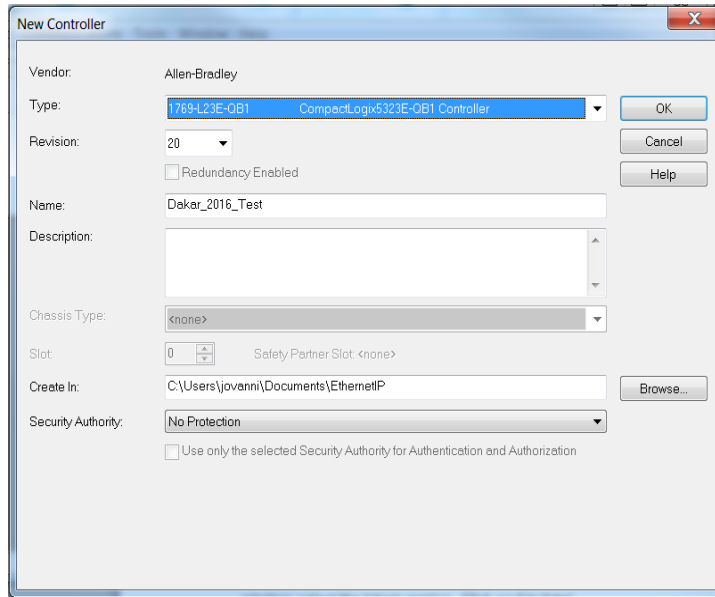 New Controller
Vendor: Allen-Bradley
Type: 1769-L23E-QB1 CompactLogix5323E-QB1 Controller
OK
Revision: 20
Cancel
Redundancy Enabled
Help
Name: Dakar_2016_Test
Description:
Chassis Type: <none>
Slot: 0 Safety Partner Slot: <none>
Create In: C:\Users\jovanni\Documents\EthernetIP
Browse...
Security Authority: No Protection
Use only the selected Security Authority for Authentication and Authorization